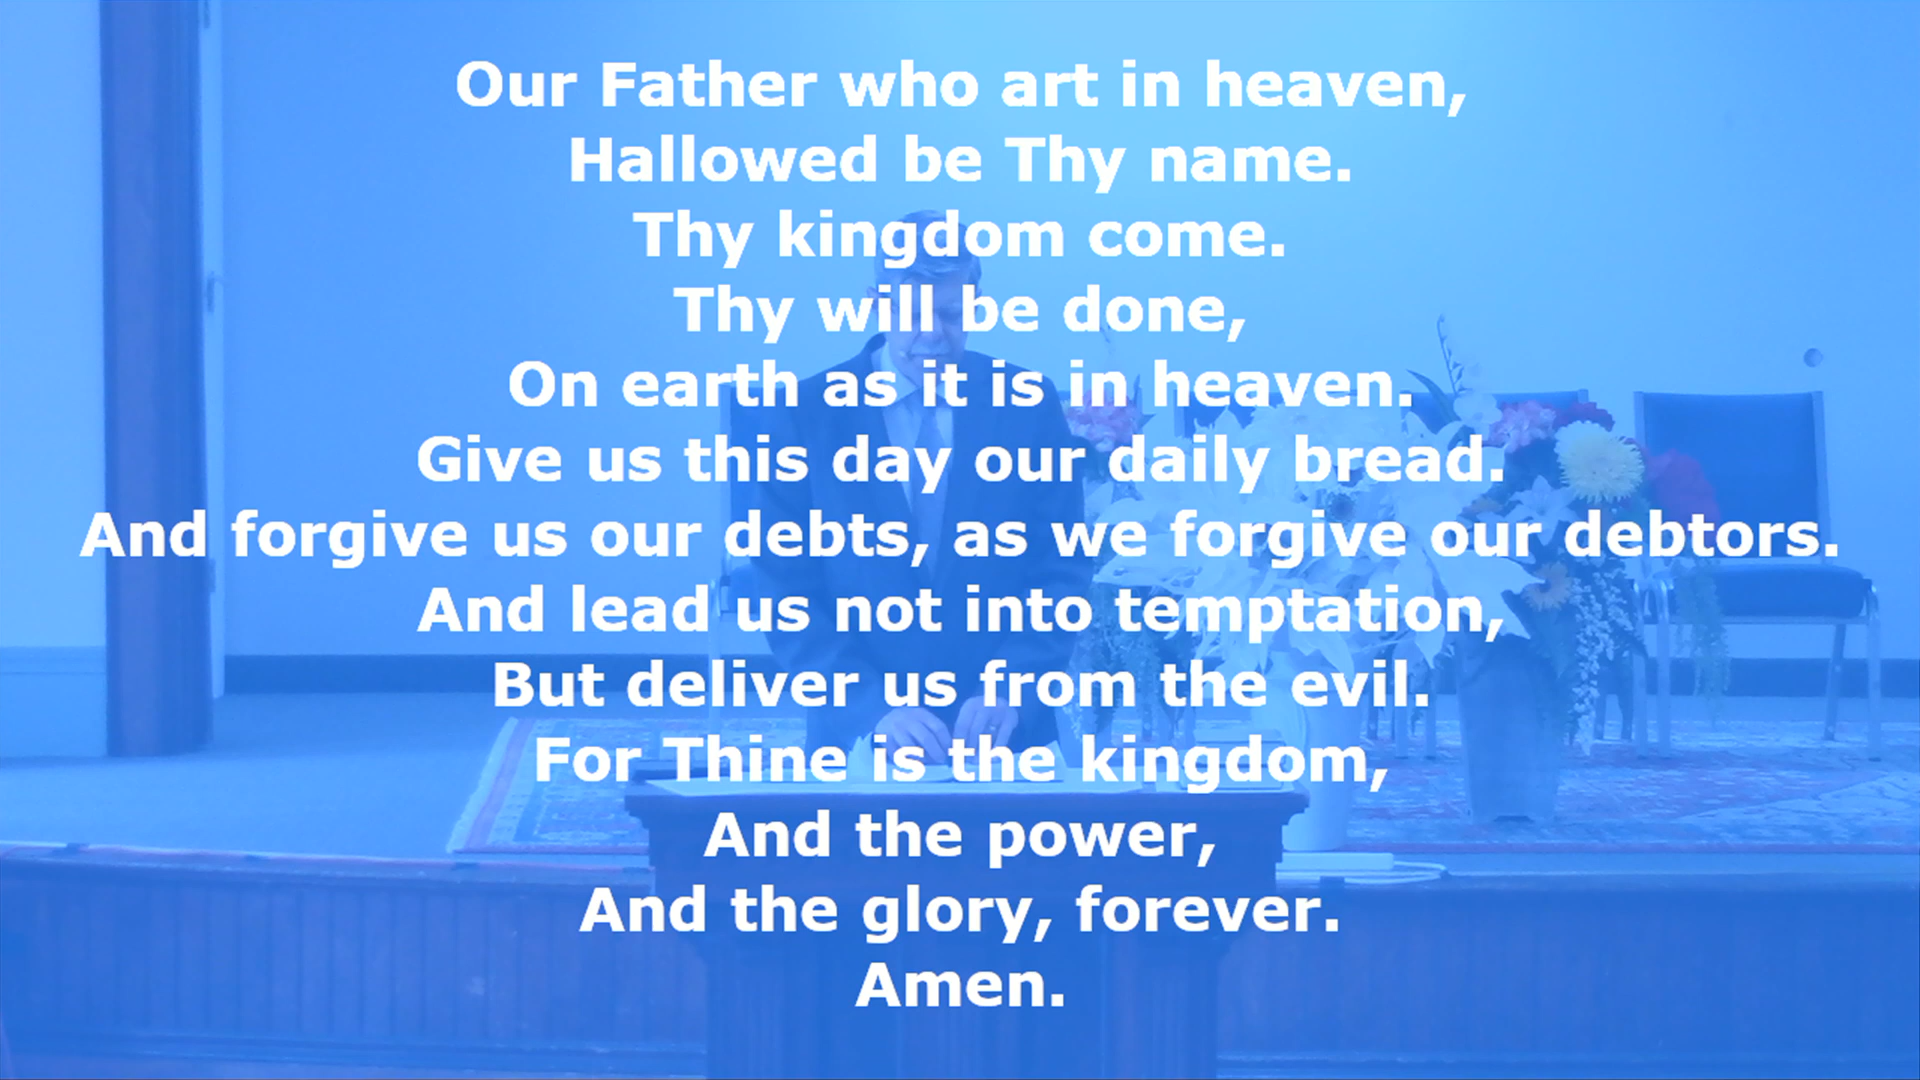 Our Father who art in heaven,
Hallowed be Thy name.
Thy kingdom come.
Thy will be done,
On earth as it is in heaven.
Give us this day our daily bread.
And forgive us our debts, as we forgive our debtors.
And lead us not into temptation,
But deliver us from the evil.
For Thine is the kingdom,
And the power,
And the glory, forever.
Amen.